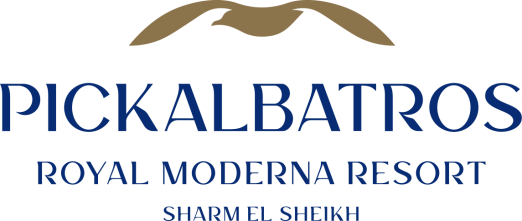 PICKALBATROS
ROYAL MODERNA RESORT
SHARM EL SHEIKH